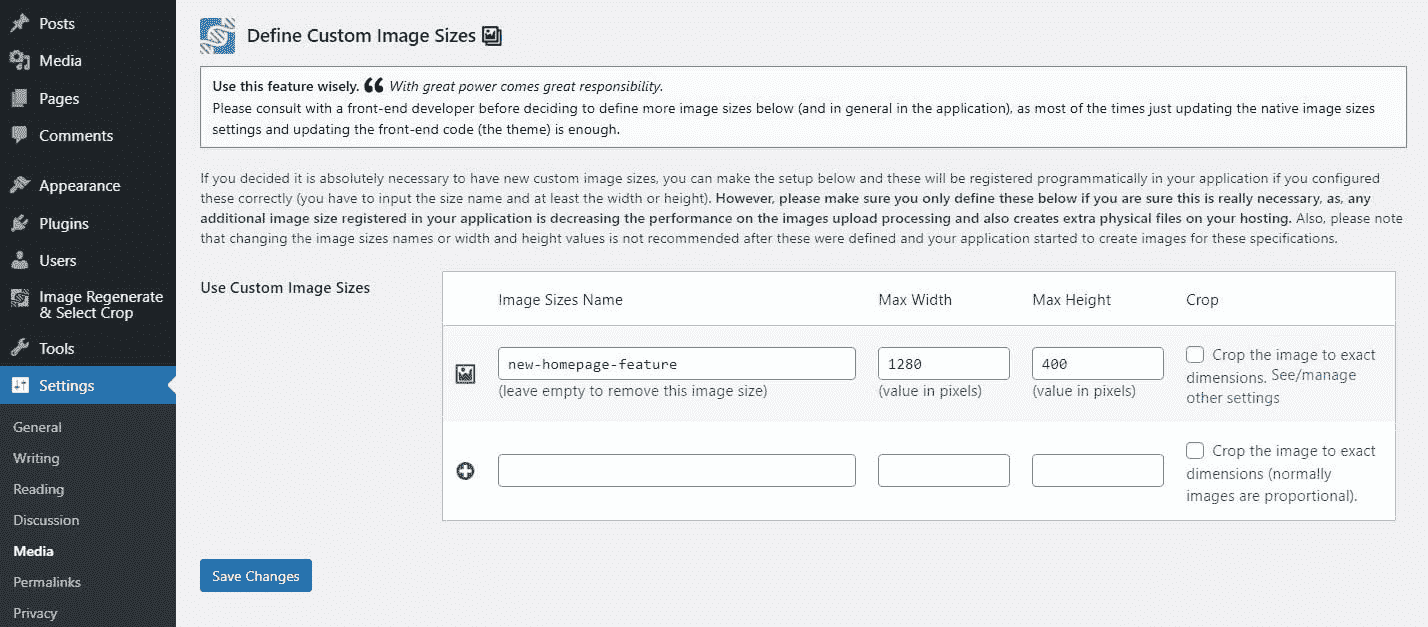 Posts
Media
Pages
Comments
Appearance
Plugins
Users
Image Regenerate
& Select Crop
Tools
Settings
General
Writing
Reading
Discussion
Media
Permalinks
Privacy
Define Custom Image Sizes
Use this feature wisely. ❝ With great power comes great responsibility.
Please consult with a front-end developer before deciding to define more image sizes below (and in general in the application), as most of the times just updating the native image sizes
settings and updating the front-end code (the theme) is enough.
If you decided it is absolutely necessary to have new custom image sizes, you can make the setup below and these will be registered programmatically in your application if you configured
these correctly (you have to input the size name and at least the width or height). However, please make sure you only define these below if you are sure this is really necessary, as, any
additional image size registered in your application is decreasing the performance on the images upload processing and also creates extra physical files on your hosting. Also, please note
that changing the image sizes names or width and height values is not recommended after these were defined and your application started to create images for these specifications.
Use Custom Image Sizes
Image Sizes Name Max Width Max Height Crop
new-homepage-feature 1280 400 Crop the image to exact
(leave empty to remove this image size) (value in pixels) (value in pixels) dimensions. See/manage
other settings
Crop the image to exact
dimensions (normally
images are proportional).
Save Changes